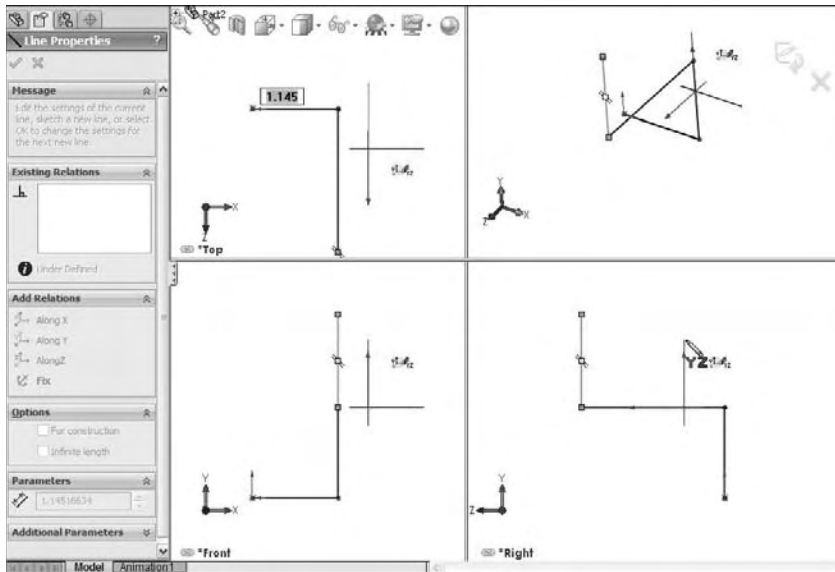 Part2
Line Properties
?
Message
Edit the settings of the current
line, sketch a new line, or select
OK to change the settings for
the next new line.
Existing Relations
Under Defined
Add Relations
Along X
Along Y
AlongZ
Fix
Options
For construction
Infinite length
Parameters
1.14516634
Additional Parameters
Model
Animation1
1.145
X
Z
*Top
Y
Z
X
Y
X
*Front
YZ
Y
Z
*Right